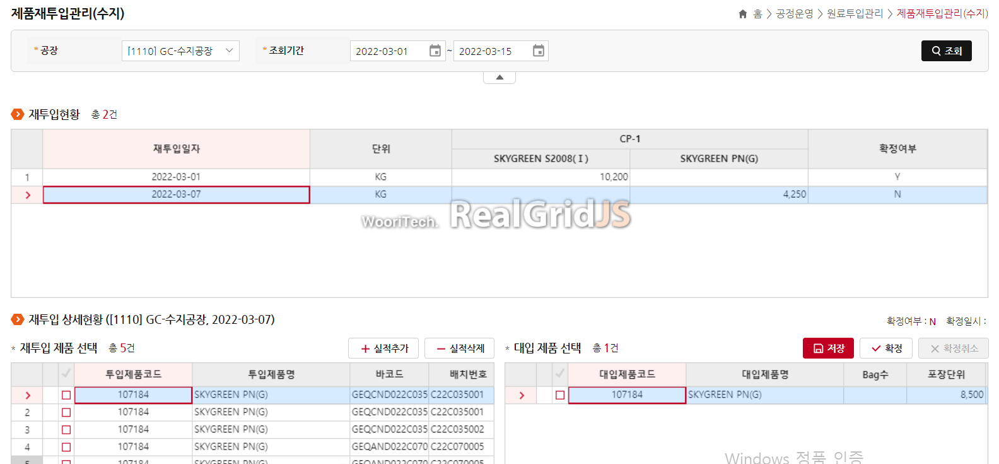 제품재투입관리(수지)
홈 > 공정운영 > 원료투입관리 > 제품재투입관리(수지)
* 공장 [1110] GC-수지공장 * 조회기간 2022-03-01 ~ 2022-03-15 조회
재투입현황 총 2건
재투입일자 단위 CP-1 확정여부
SKYGREEN S2008(Ⅰ) SKYGREEN PN(G)
1 2022-03-01 KG 10,200 Y
2022-03-07 KG 4,250 N
WooriTech. RealGridJS
재투입 상세현황 ([1110] GC-수지공장, 2022-03-07)
확정여부 : N 확정일시 :
* 재투입 제품 선택 총 5건 실적추가 실적삭제
* 대입 제품 선택 총 1건 저장 확정 확정취소
투입제품코드 투입제품명 바코드 배치번호
107184 SKYGREEN PN(G) GEQCND022C035 C22C035001
2 107184 SKYGREEN PN(G) GEQCND022C035 C22C035001
3 107184 SKYGREEN PN(G) GEQCND022C035 C22C035002
4 107184 SKYGREEN PN(G) GEQAND022C070 C22C070005
5 107184 SKYGREEN PN(G) GEQAND022C070 C22C070006
대입제품코드 대입제품명 Bag수 포장단위
107184 SKYGREEN PN(G) 8,500
Windows 정품 인증